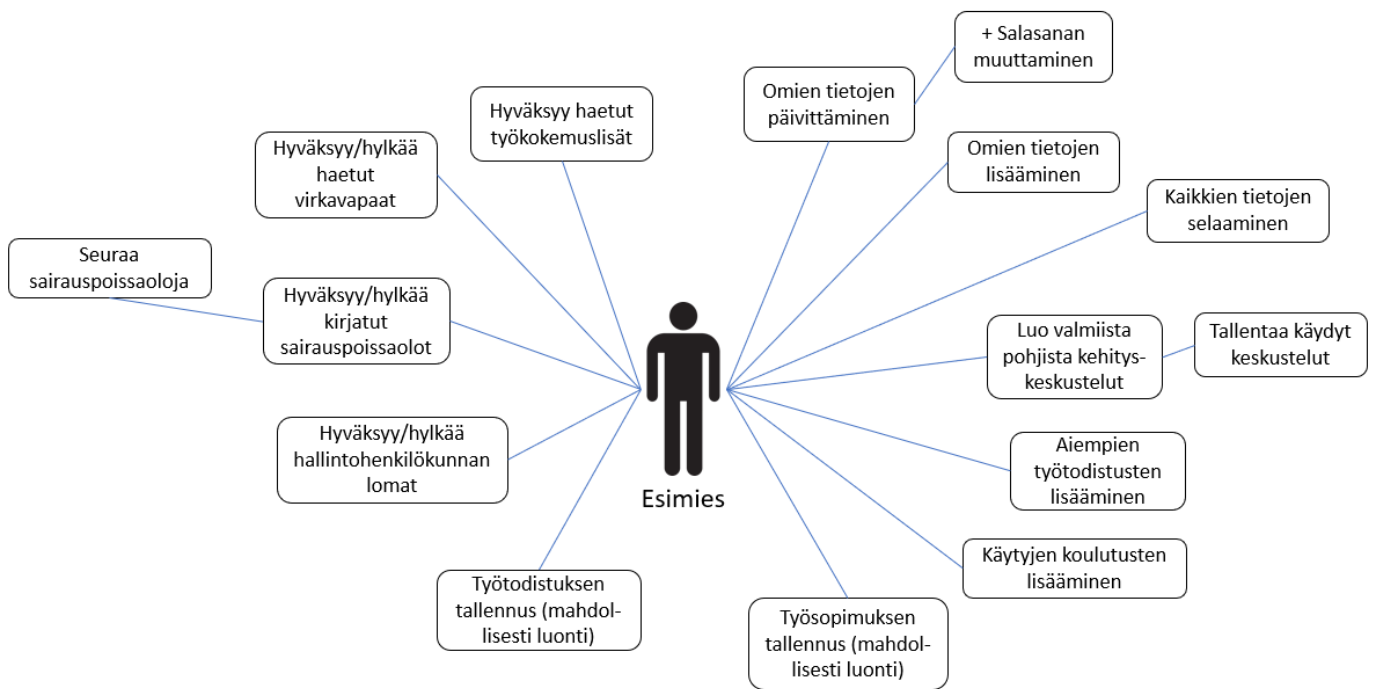 + Salasanan
muuttaminen
Omien tietojen
päivittäminen
Hyväksyy haetut
työkokemuslisät
Hyväksyy/hylkää
haetut
virkavapaat
Omien tietojen
lisääminen
Kaikkien tietojen
selaaminen
Seuraa
sairauspoissaoloja
Hyväksyy/hylkää
kirjatut
sairauspoissaolot
Luo valmiista
pohjista kehitys-
keskustelut
Tallentaa käydyt
keskustelut
Hyväksyy/hylkää
hallintohenkilökunnan
lomat
Aiempien
työtodistusten
lisääminen
Esimies
Käytyjen koulutusten
lisääminen
Työtodistuksen
tallennus (mahdol-
lisesti luonti)
Työsopimuksen
tallennus (mahdol-
lisesti luonti)